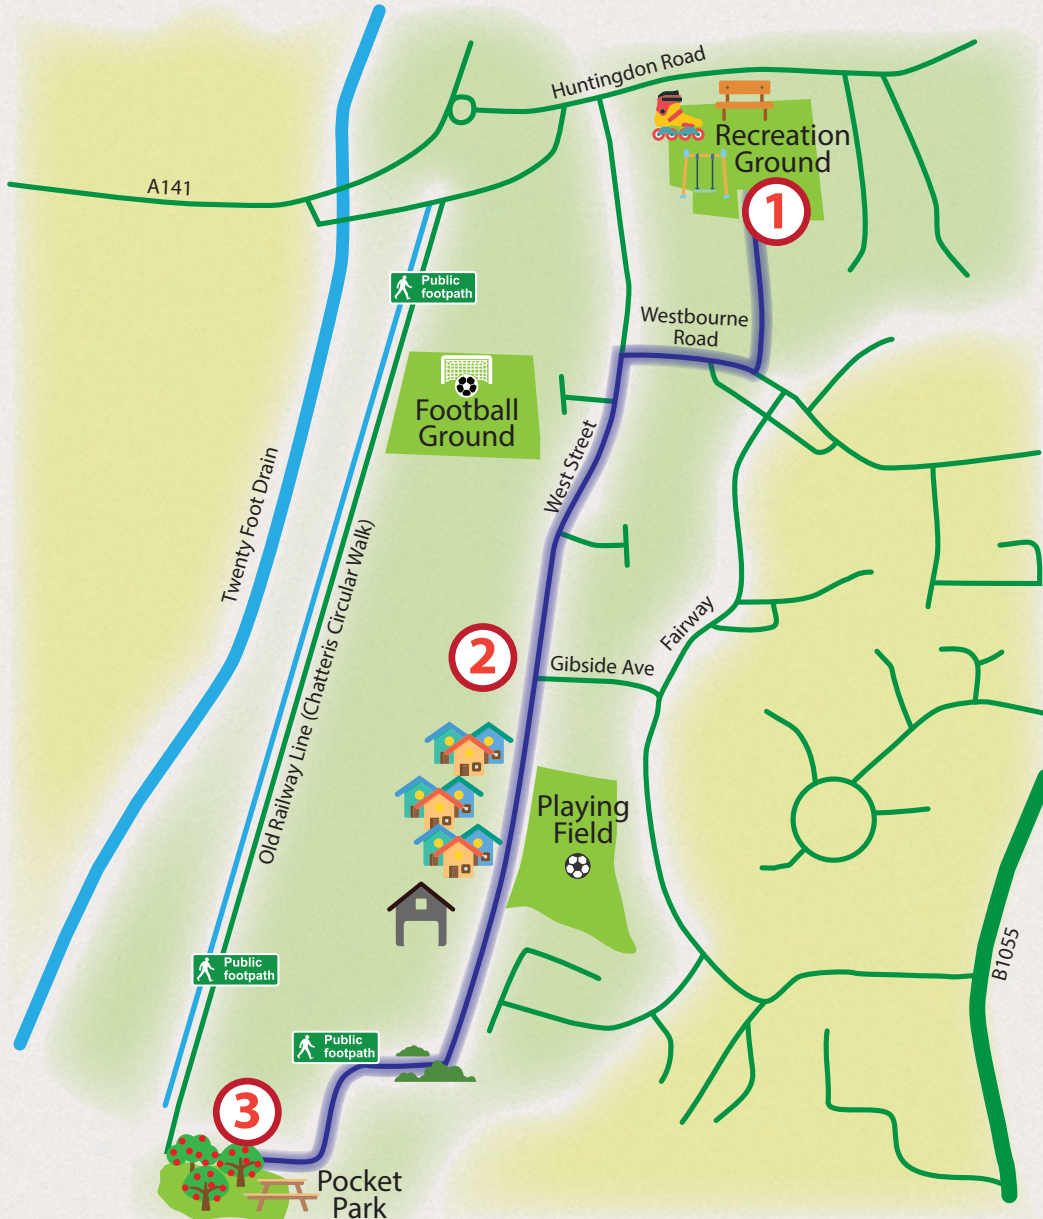 Huntingdon Road
Recreation
Ground
1
A141
Public
footpath
Westbourne
Road
Football
Ground
West Street
Twenty Foot Drain
Old Railway Line (Chatteris Circular Walk)
Fairway
2
Gibside Ave
Playing
Field
B1055
Public
footpath
Public
footpath
3
Pocket
Park